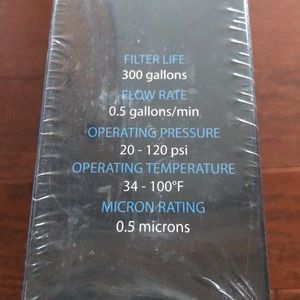 FILTER LIFE
300 gallons
FLOW RATE
0.5 gallons/min
OPERATING PRESSURE
20 - 120 psi
OPERATING TEMPERATURE
34 - 100°F
MICRON RATING
0.5 microns